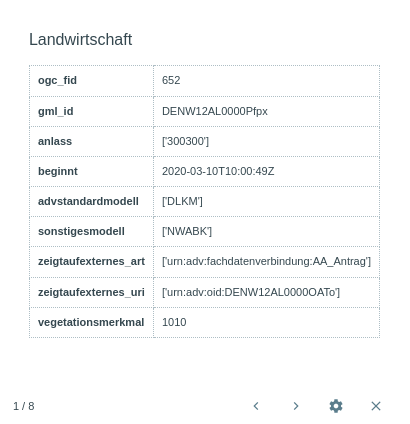 Landwirtschaft
ogc_fid 652
gml_id DENW12AL0000Pfpx
anlass ['300300']
beginnt 2020-03-10T10:00:49Z
advstandardmodell ['DLKM']
sonstigesmodell ['NWABK']
zeigtaufexternes_art ['urn:adv:fachdatenverbindung:AA_Antrag']
zeigtaufexternes_uri ['urn:adv:oid:DENW12AL0000OATo']
vegetationsmerkmal 1010
1 / 8